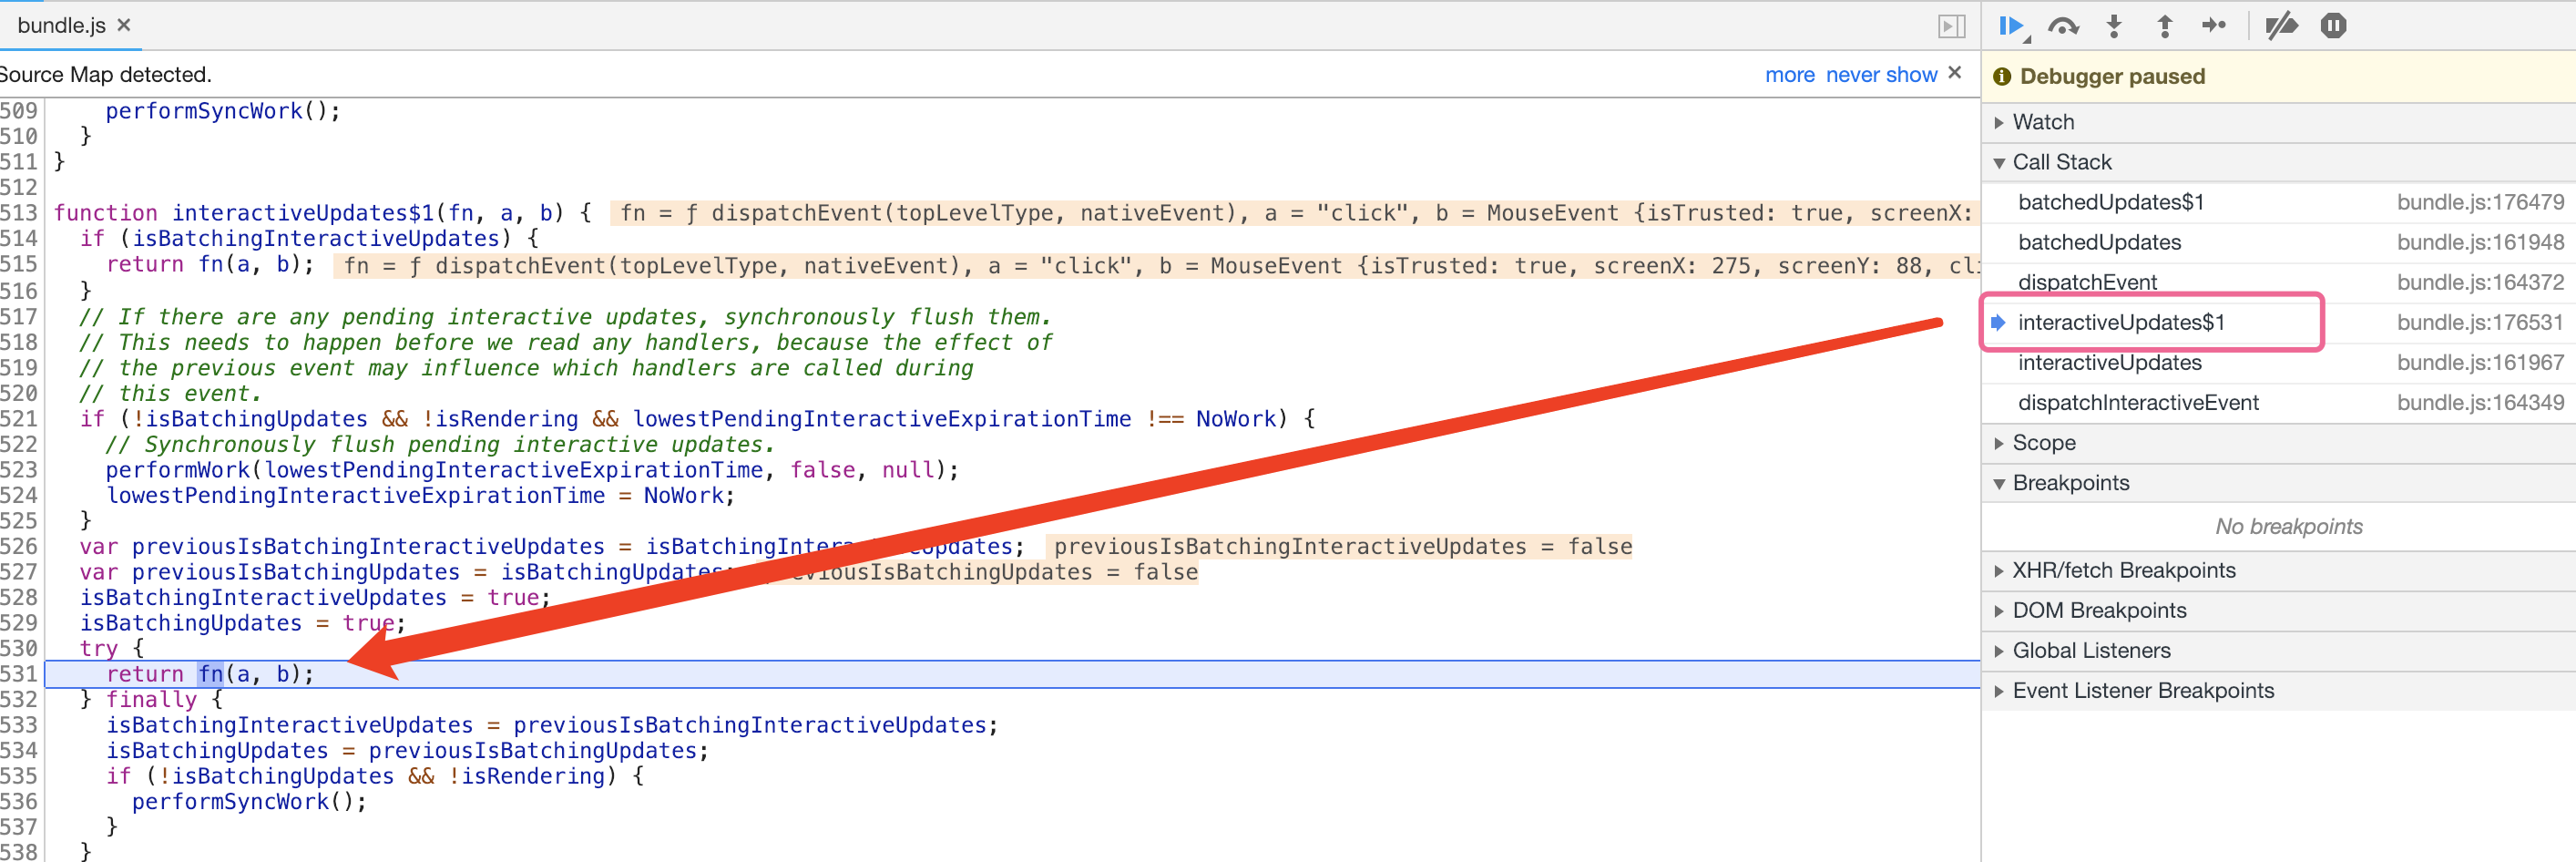 bundle.js ×
Source Map detected.
more never show ×
509 performSyncWork();
510 }
511 }
512
513 function interactiveUpdates$1(fn, a, b) { fn = ƒ dispatchEvent(topLevelType, nativeEvent), a = "click", b = MouseEvent {isTrusted: true, screenX:
514 if (isBatchingInteractiveUpdates) {
515 return fn(a, b); fn = ƒ dispatchEvent(topLevelType, nativeEvent), a = "click", b = MouseEvent {isTrusted: true, screenX: 275, screenY: 88, cli
516 }
517 // If there are any pending interactive updates, synchronously flush them.
518 // This needs to happen before we read any handlers, because the effect of
519 // the previous event may influence which handlers are called during
520 // this event.
521 if (!isBatchingUpdates && !isRendering && lowestPendingInteractiveExpirationTime !== NoWork) {
522 // Synchronously flush pending interactive updates.
523 performWork(lowestPendingInteractiveExpirationTime, false, null);
524 lowestPendingInteractiveExpirationTime = NoWork;
525 }
526 var previousIsBatchingInteractiveUpdates = isBatchingInteractiveUpdates; previousIsBatchingInteractiveUpdates = false
527 var previousIsBatchingUpdates = isBatchingUpdates; previousIsBatchingUpdates = false
528 isBatchingInteractiveUpdates = true;
529 isBatchingUpdates = true;
530 try {
531 return fn(a, b);
532 } finally {
533 isBatchingInteractiveUpdates = previousIsBatchingInteractiveUpdates;
534 isBatchingUpdates = previousIsBatchingUpdates;
535 if (!isBatchingUpdates && !isRendering) {
536 performSyncWork();
537 }
538 }
Debugger paused
Watch
Call Stack
batchedUpdates$1 bundle.js:176479
batchedUpdates bundle.js:161948
dispatchEvent bundle.js:164372
interactiveUpdates$1 bundle.js:176531
interactiveUpdates bundle.js:161967
dispatchInteractiveEvent bundle.js:164349
Scope
Breakpoints
No breakpoints
XHR/fetch Breakpoints
DOM Breakpoints
Global Listeners
Event Listener Breakpoints